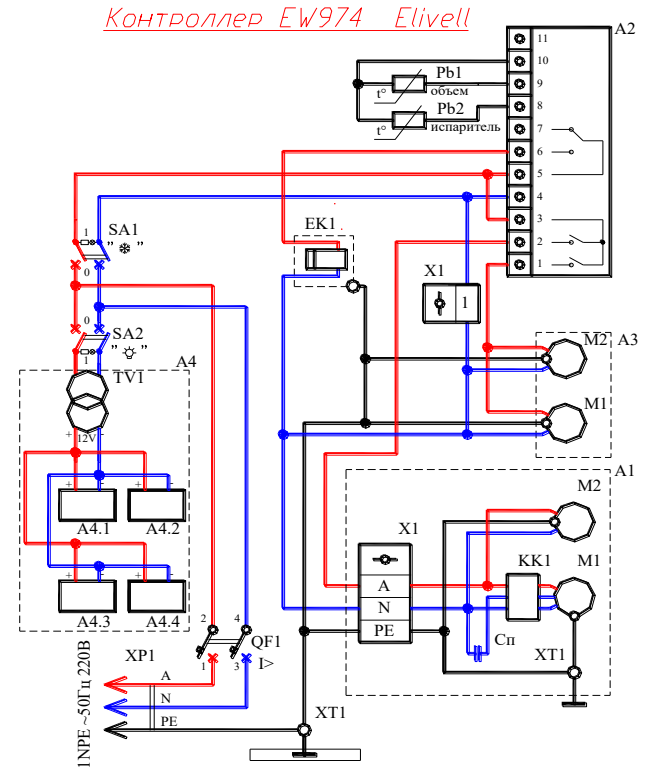 Контроллер EW974 Elivell
A2
11
10
9
8
7
6
5
4
3
2
1
Pb1
t°
объем
Pb2
t°
испаритель
SA1
1
" ❄ "
0
EK1
X1
1
0
SA2
" "
1
A4
TV1
12V
+
-
+
-
+
-
A4.1
A4.2
+
-
+
-
A4.3
A4.4
M2
A3
M1
A1
M2
X1
A
N
PE
KK1
M1
Сп
XT1
2
4
QF1
I>
1
3
XP1
A
N
PE
1NPE ~50Гц 220В
XT1